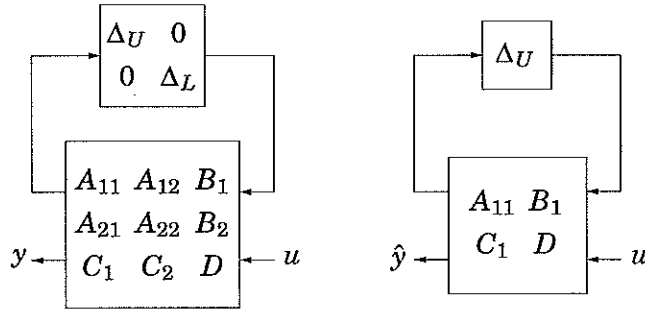 Δ_U 0
0 Δ_L
A_11 A_12 B_1
A_21 A_22 B_2
C_1 C_2 D
y
u
Δ_U
A_11 B_1
C_1 D
ŷ
u